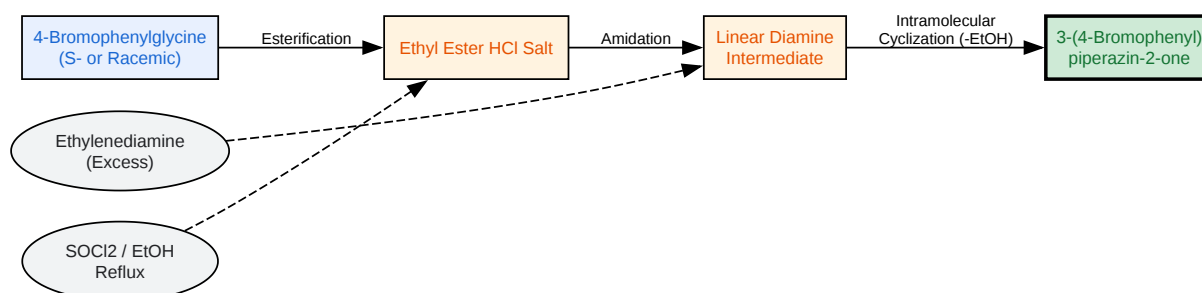 4-Bromophenylglycine
(S- or Racemic)
Esterification
Ethyl Ester HCl Salt
Amidation
Linear Diamine
Intermediate
Intramolecular
Cyclization (-EtOH)
3-(4-Bromophenyl)
piperazin-2-one
Ethylenediamine
(Excess)
SOCl2 / EtOH
Reflux